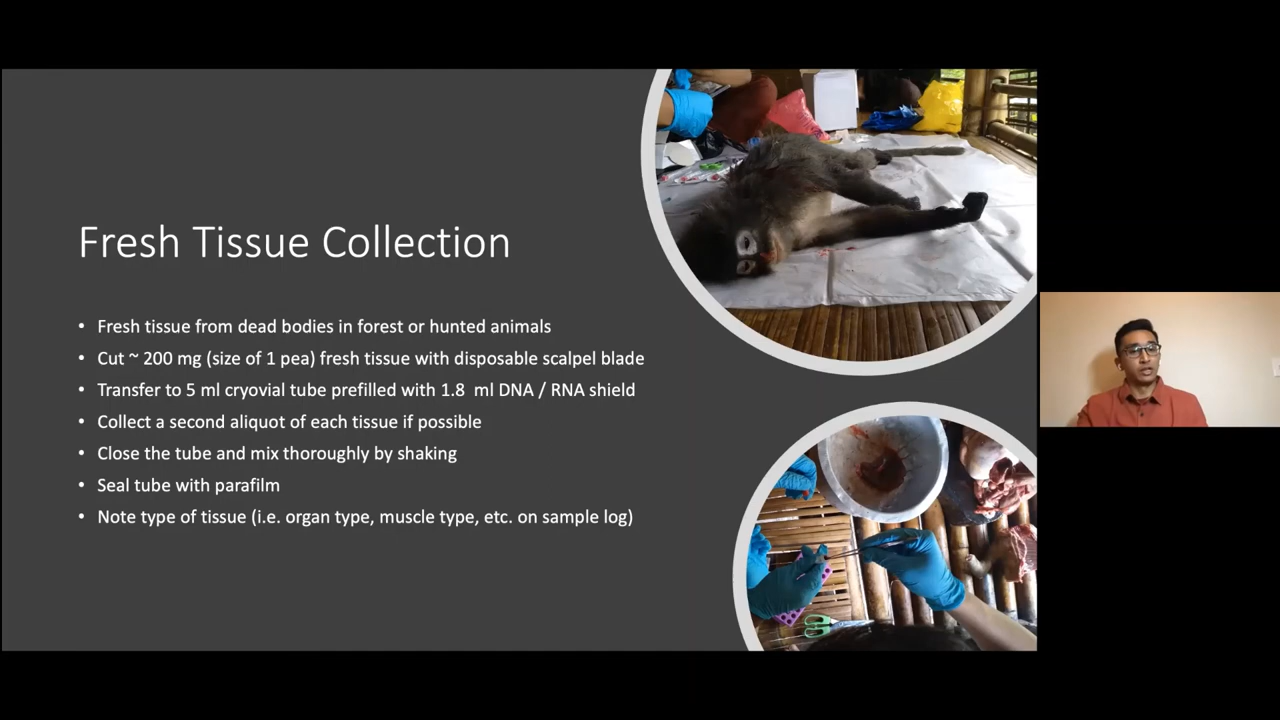 Fresh Tissue Collection
• Fresh tissue from dead bodies in forest or hunted animals
• Cut ~ 200 mg (size of 1 pea) fresh tissue with disposable scalpel blade
• Transfer to 5 ml cryovial tube prefilled with 1.8  ml DNA / RNA shield
• Collect a second aliquot of each tissue if possible
• Close the tube and mix thoroughly by shaking
• Seal tube with parafilm
• Note type of tissue (i.e. organ type, muscle type, etc. on sample log)